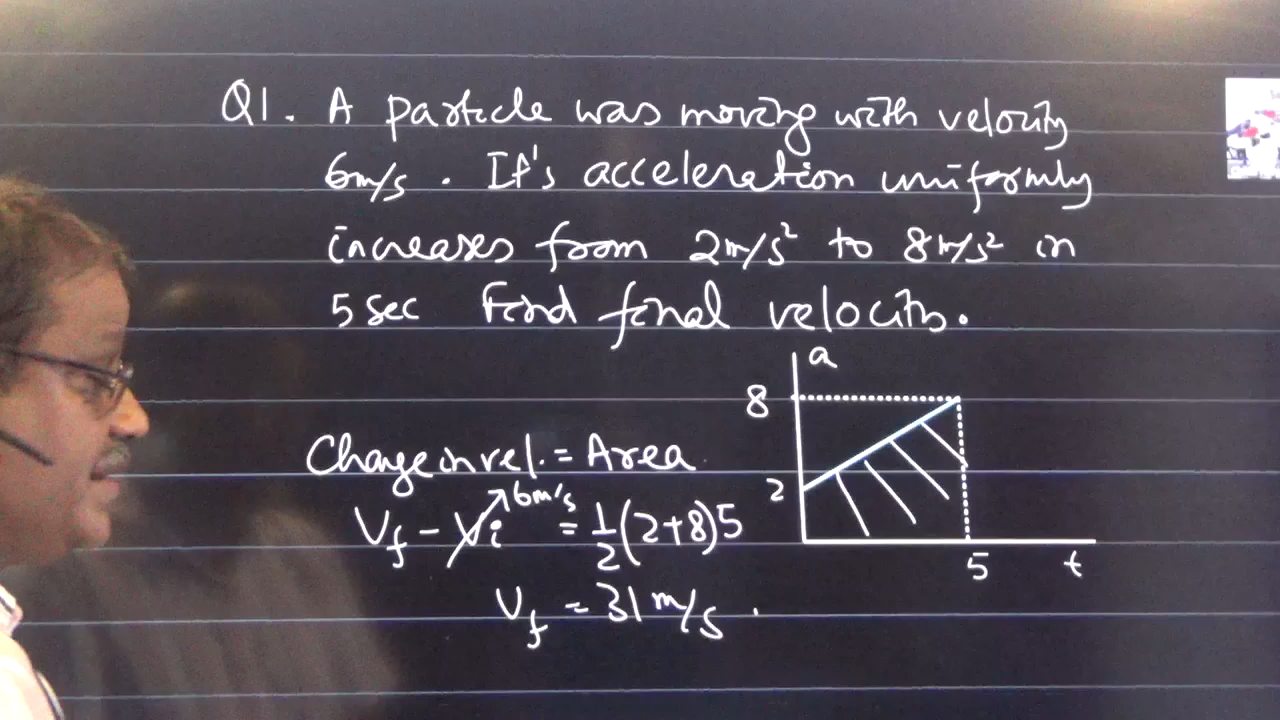 Q1. A particle was moving with velocity
6m/s. It's acceleration uniformly
increases from 2m/s² to 8m/s² in
5 sec Find final velocity.
a
8
Change in vel. = Area
2
6m/s
Vf - Vi = 1/2 (2+8)5
5 t
Vf = 31 m/s.